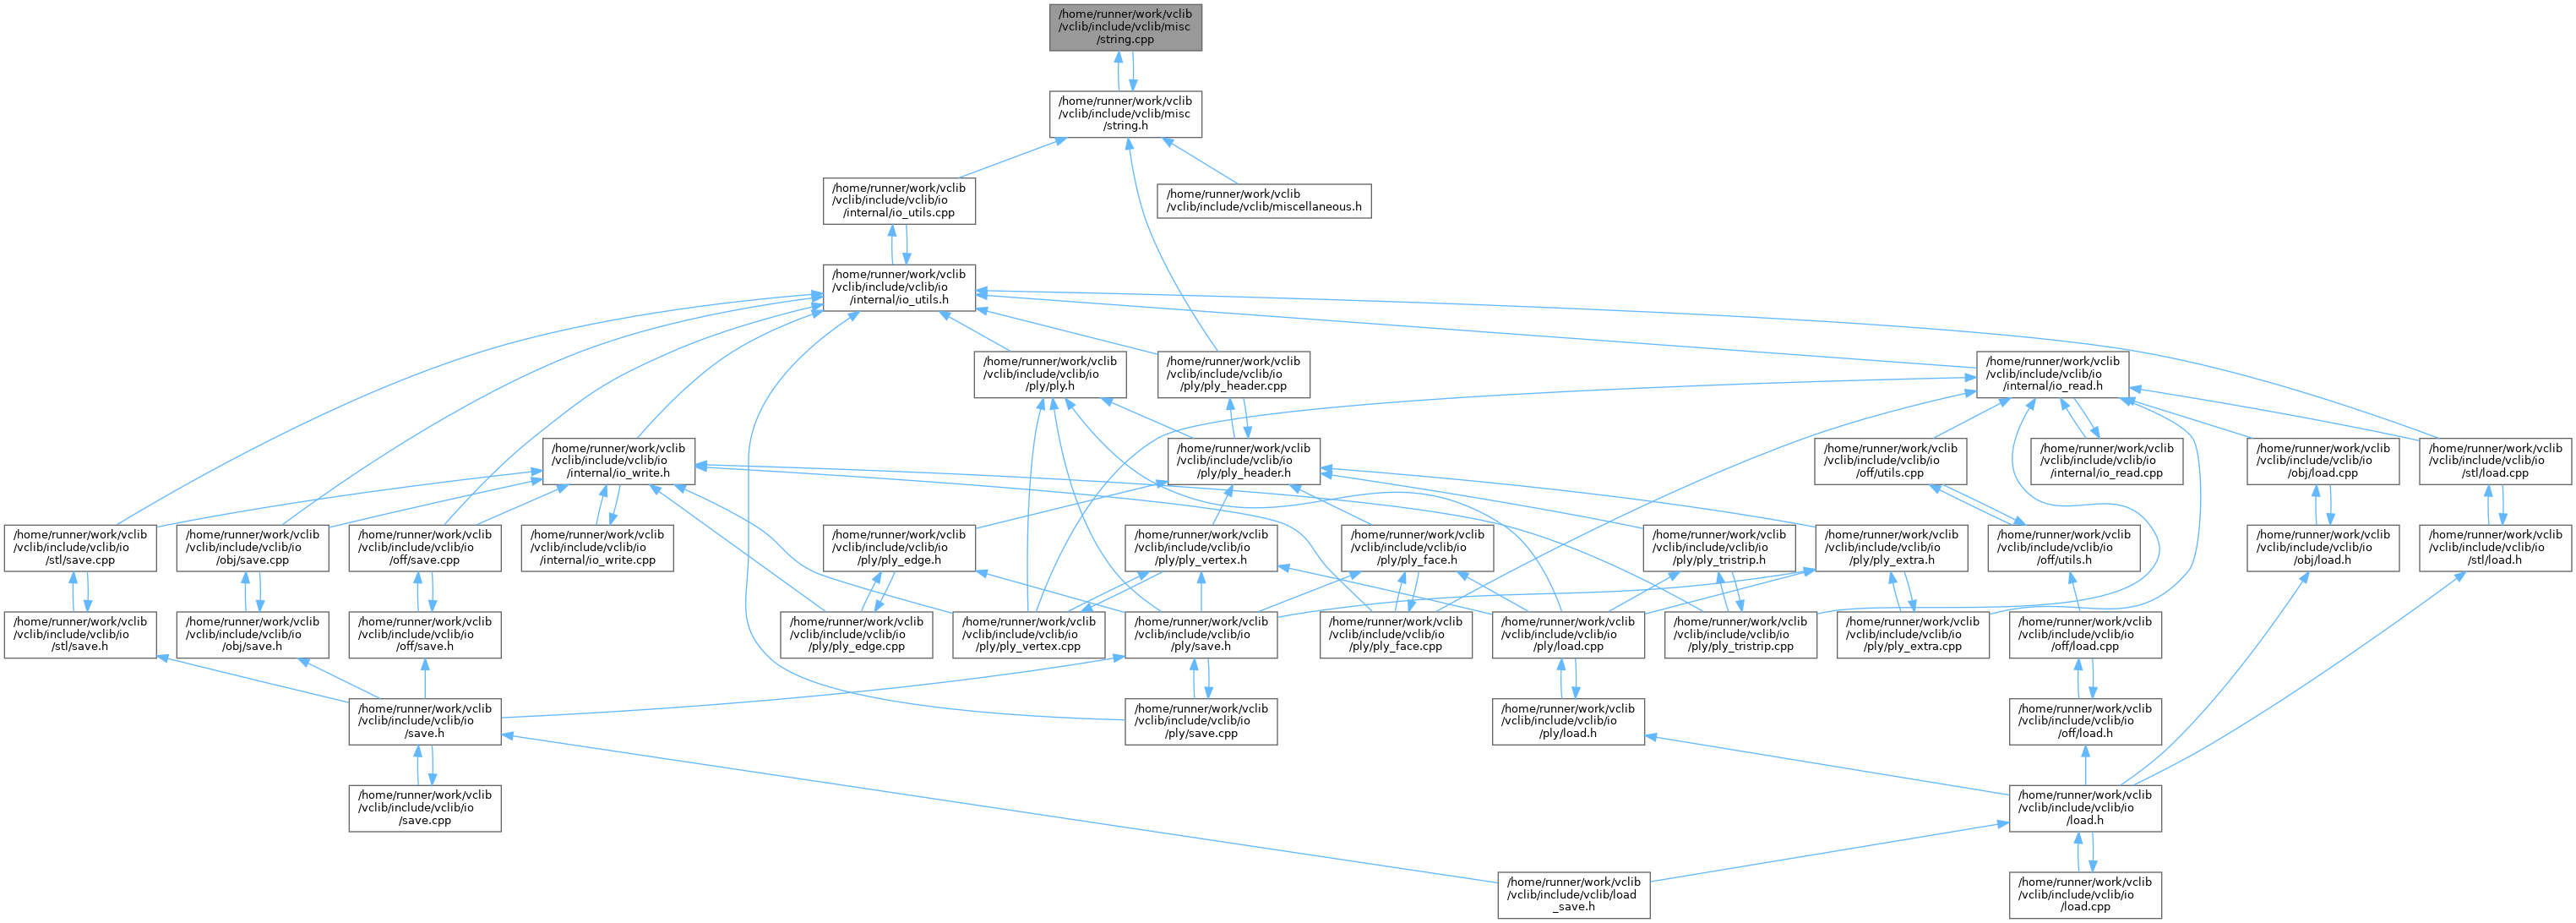 /home/runner/work/vclib
/vclib/include/vclib/misc
/string.cpp
/home/runner/work/vclib
/vclib/include/vclib/misc
/string.h
/home/runner/work/vclib
/vclib/include/vclib/io
/internal/io_utils.cpp
/home/runner/work/vclib
/vclib/include/vclib/miscellaneous.h
/home/runner/work/vclib
/vclib/include/vclib/io
/internal/io_utils.h
/home/runner/work/vclib
/vclib/include/vclib/io
/ply/ply.h
/home/runner/work/vclib
/vclib/include/vclib/io
/ply/ply_header.cpp
/home/runner/work/vclib
/vclib/include/vclib/io
/internal/io_read.h
/home/runner/work/vclib
/vclib/include/vclib/io
/internal/io_write.h
/home/runner/work/vclib
/vclib/include/vclib/io
/ply/ply_header.h
/home/runner/work/vclib
/vclib/include/vclib/io
/off/utils.cpp
/home/runner/work/vclib
/vclib/include/vclib/io
/internal/io_read.cpp
/home/runner/work/vclib
/vclib/include/vclib/io
/obj/load.cpp
/home/runner/work/vclib
/vclib/include/vclib/io
/stl/load.cpp
/home/runner/work/vclib
/vclib/include/vclib/io
/stl/save.cpp
/home/runner/work/vclib
/vclib/include/vclib/io
/obj/save.cpp
/home/runner/work/vclib
/vclib/include/vclib/io
/off/save.cpp
/home/runner/work/vclib
/vclib/include/vclib/io
/internal/io_write.cpp
/home/runner/work/vclib
/vclib/include/vclib/io
/ply/ply_edge.h
/home/runner/work/vclib
/vclib/include/vclib/io
/ply/ply_vertex.h
/home/runner/work/vclib
/vclib/include/vclib/io
/ply/ply_face.h
/home/runner/work/vclib
/vclib/include/vclib/io
/ply/ply_tristrip.h
/home/runner/work/vclib
/vclib/include/vclib/io
/ply/ply_extra.h
/home/runner/work/vclib
/vclib/include/vclib/io
/off/utils.h
/home/runner/work/vclib
/vclib/include/vclib/io
/obj/load.h
/home/runner/work/vclib
/vclib/include/vclib/io
/stl/load.h
/home/runner/work/vclib
/vclib/include/vclib/io
/stl/save.h
/home/runner/work/vclib
/vclib/include/vclib/io
/obj/save.h
/home/runner/work/vclib
/vclib/include/vclib/io
/off/save.h
/home/runner/work/vclib
/vclib/include/vclib/io
/ply/ply_edge.cpp
/home/runner/work/vclib
/vclib/include/vclib/io
/ply/ply_vertex.cpp
/home/runner/work/vclib
/vclib/include/vclib/io
/ply/save.h
/home/runner/work/vclib
/vclib/include/vclib/io
/ply/ply_face.cpp
/home/runner/work/vclib
/vclib/include/vclib/io
/ply/load.cpp
/home/runner/work/vclib
/vclib/include/vclib/io
/ply/ply_tristrip.cpp
/home/runner/work/vclib
/vclib/include/vclib/io
/ply/ply_extra.cpp
/home/runner/work/vclib
/vclib/include/vclib/io
/off/load.cpp
/home/runner/work/vclib
/vclib/include/vclib/io
/save.h
/home/runner/work/vclib
/vclib/include/vclib/io
/ply/save.cpp
/home/runner/work/vclib
/vclib/include/vclib/io
/ply/load.h
/home/runner/work/vclib
/vclib/include/vclib/io
/off/load.h
/home/runner/work/vclib
/vclib/include/vclib/io
/save.cpp
/home/runner/work/vclib
/vclib/include/vclib/io
/load.h
/home/runner/work/vclib
/vclib/include/vclib/load
_save.h
/home/runner/work/vclib
/vclib/include/vclib/io
/load.cpp